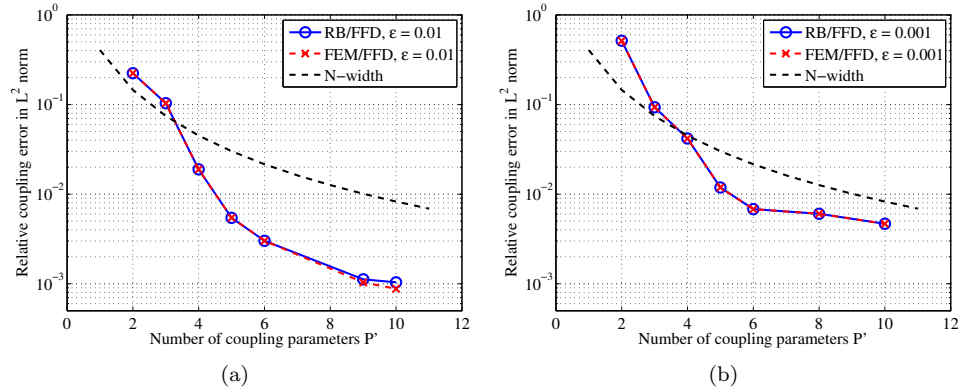 10^0
10^-1
10^-2
10^-3
Relative coupling error in L^2 norm
0 2 4 6 8 10 12
Number of coupling parameters P'
RB/FFD, ε = 0.01
FEM/FFD, ε = 0.01
N-width
(a)
10^0
10^-1
10^-2
10^-3
Relative coupling error in L^2 norm
0 2 4 6 8 10 12
Number of coupling parameters P'
RB/FFD, ε = 0.001
FEM/FFD, ε = 0.001
N-width
(b)